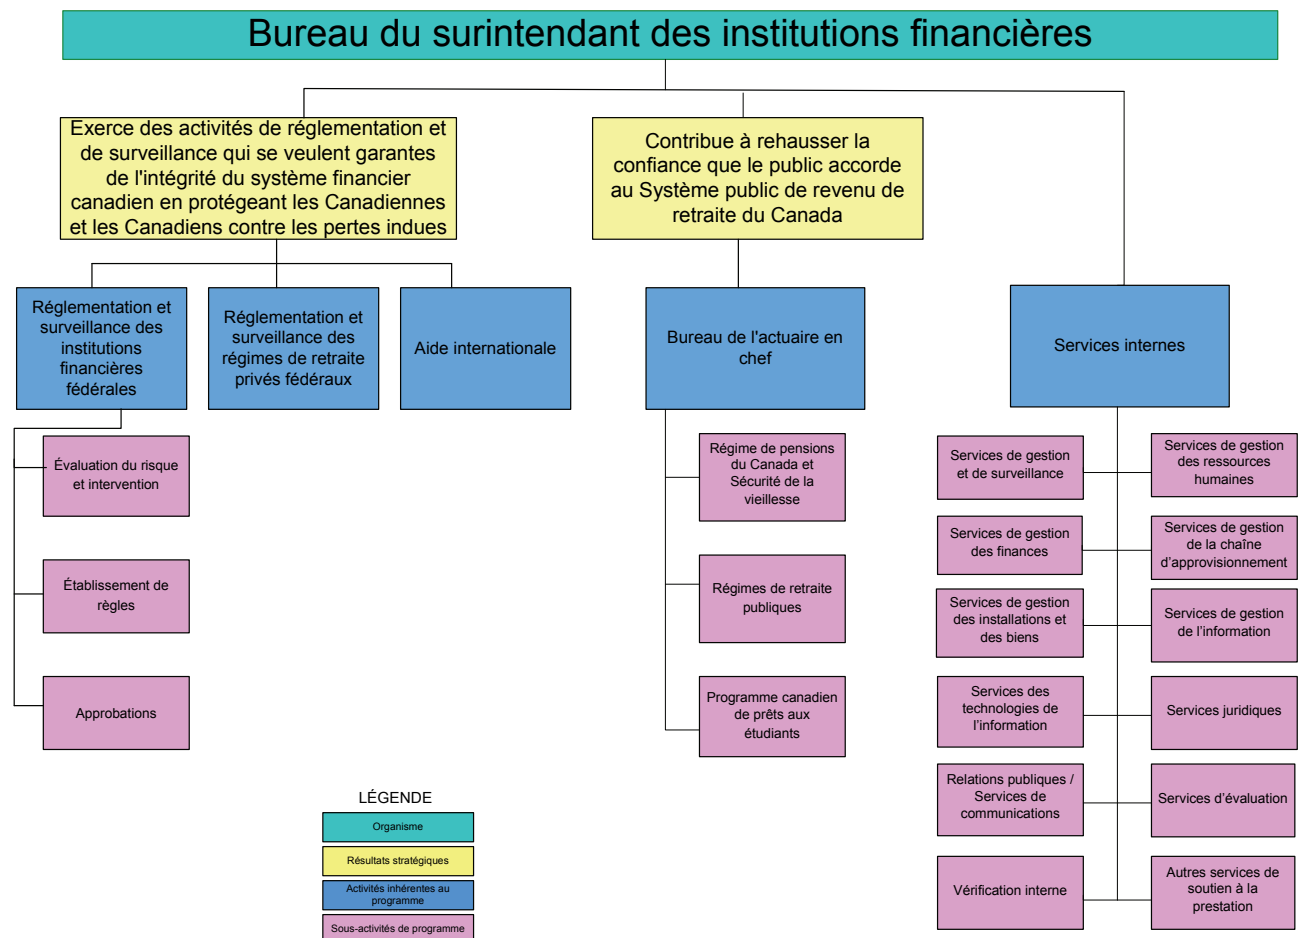 Bureau du surintendant des institutions financières
Exerce des activités de réglementation et
de surveillance qui se veulent garantes
de l'intégrité du système financier
canadien en protégeant les Canadiennes
et les Canadiens contre les pertes indues
Contribue à rehausser la
confiance que le public accorde
au Système public de revenu de
retraite du Canada
Réglementation et
surveillance des
institutions
financières
fédérales
Réglementation et
surveillance des
régimes de retraite
privés fédéraux
Aide internationale
Bureau de l'actuaire en
chef
Services internes
Évaluation du risque
et intervention
Établissement de
règles
Approbations
Régime de pensions
du Canada et
Sécurité de la
vieillesse
Régimes de retraite
publiques
Programme canadien
de prêts aux
étudiants
Services de gestion
et de surveillance
Services de gestion
des ressources
humaines
Services de gestion
des finances
Services de gestion
de la chaîne
d’approvisionnement
Services de gestion
des installations et
des biens
Services de gestion
de l’information
Services des
technologies de
l’information
Services juridiques
Relations publiques /
Services de
communications
Services d’évaluation
Vérification interne
Autres services de
soutien à la
prestation
LÉGENDE
Organisme
Résultats stratégiques
Activités inhérentes au
programme
Sous-activités de programme